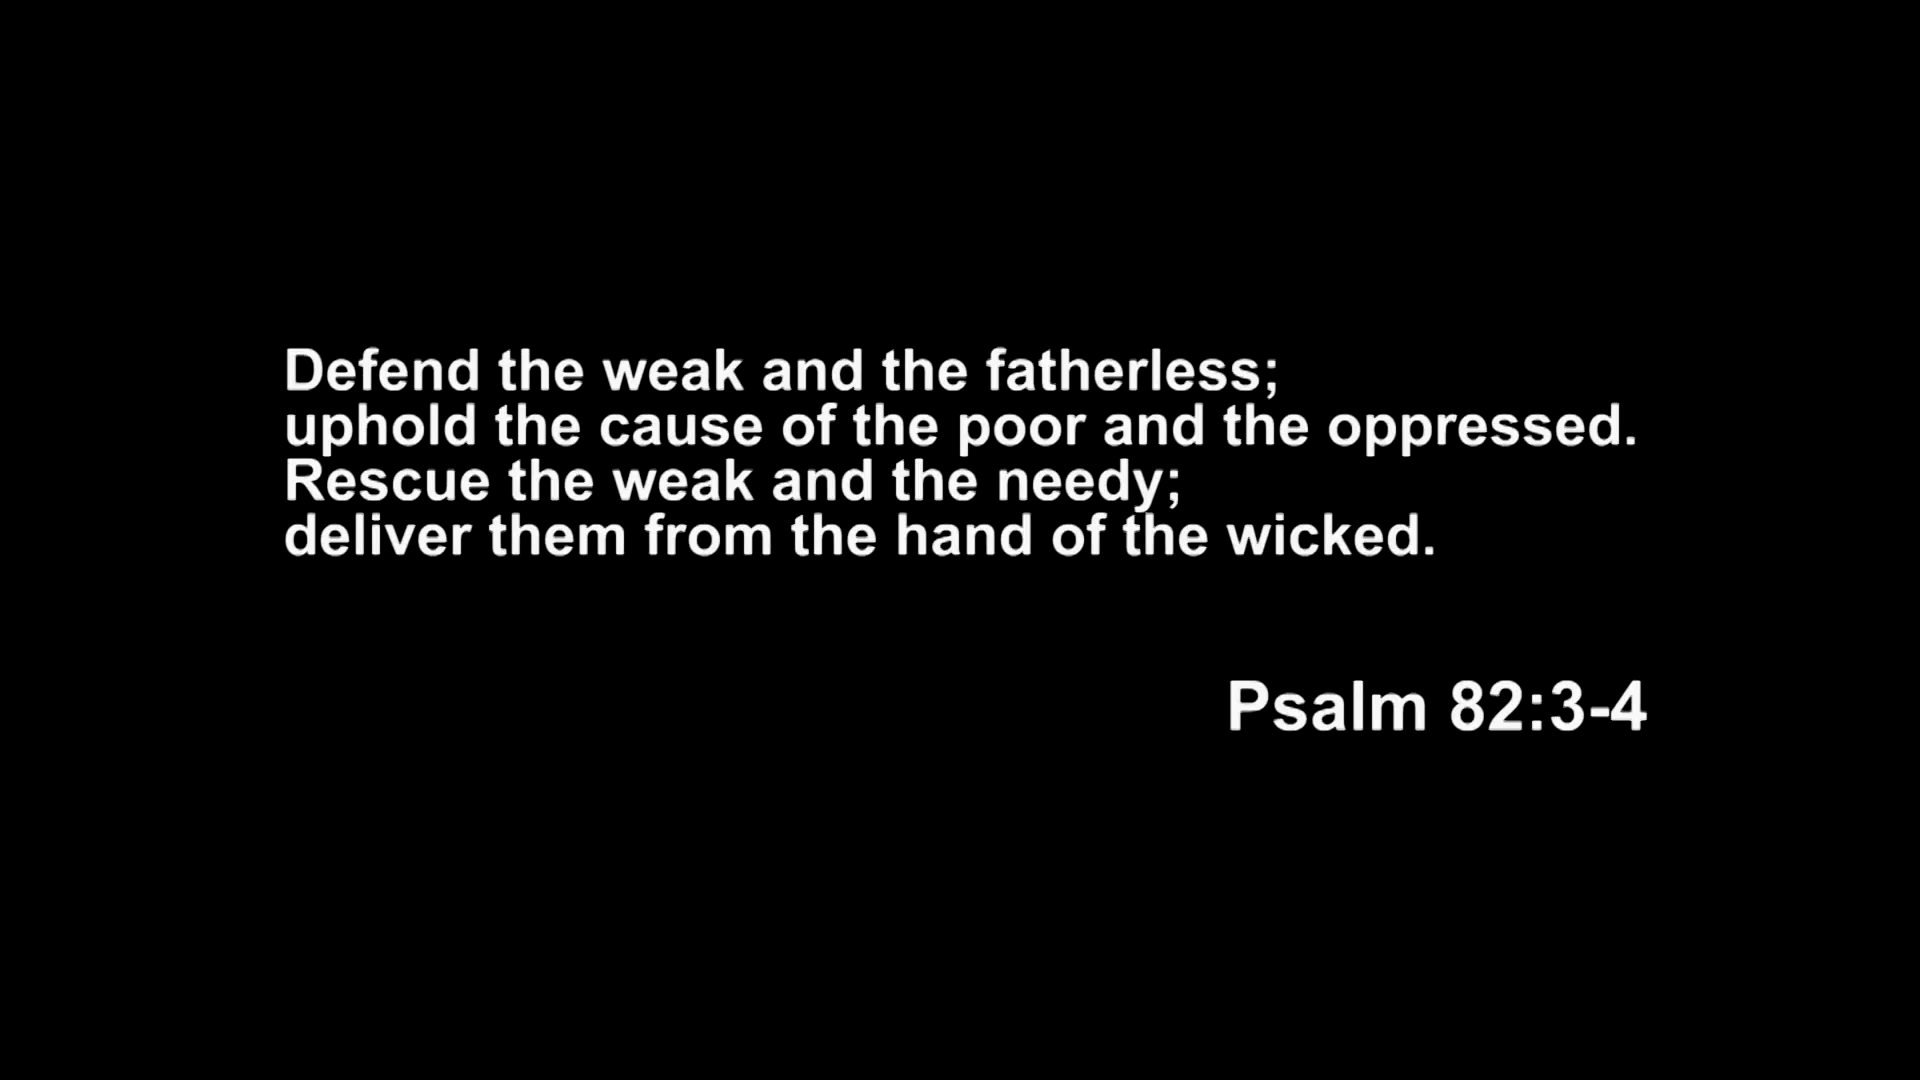 Defend the weak and the fatherless;
uphold the cause of the poor and the oppressed.
Rescue the weak and the needy;
deliver them from the hand of the wicked.
Psalm 82:3-4